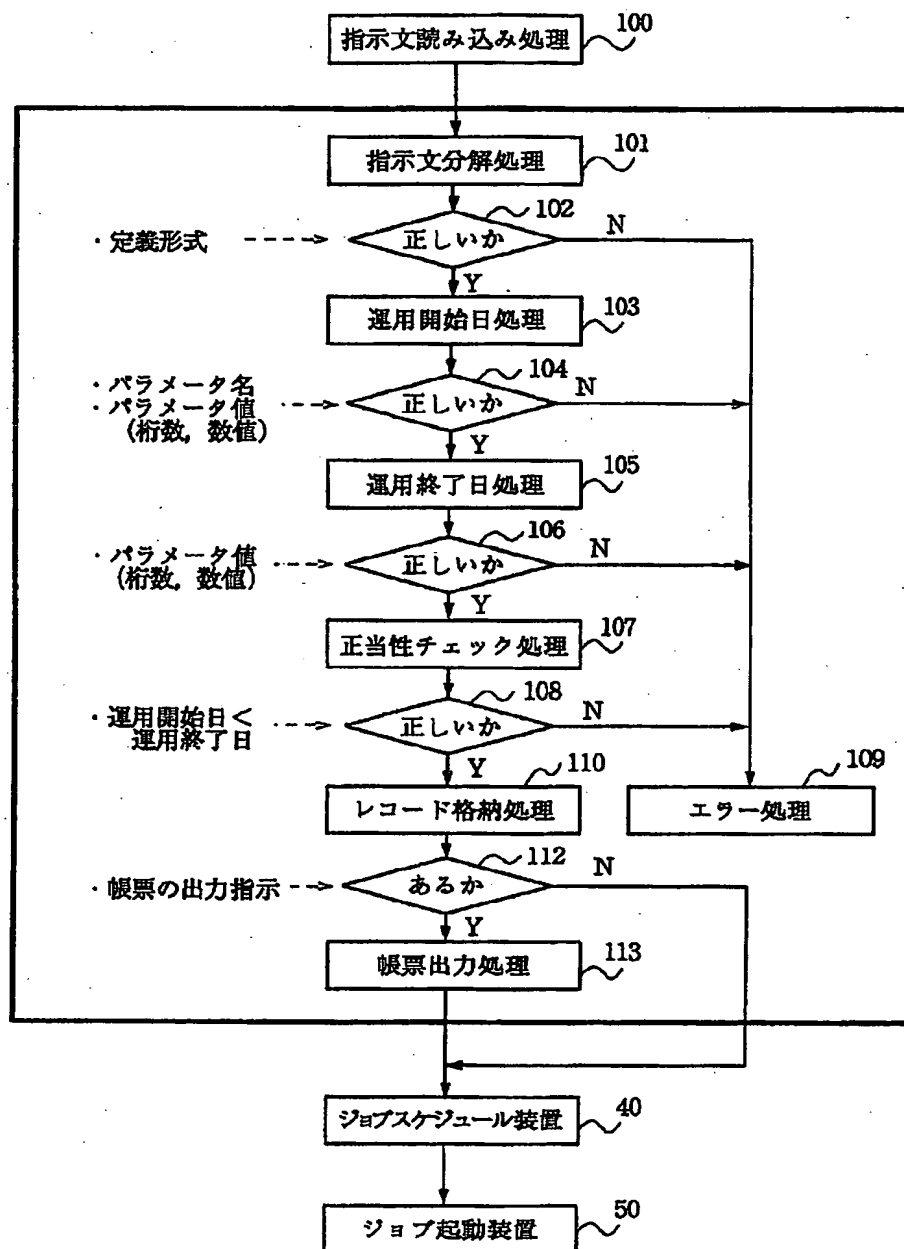 指示文読み込み処理 100
指示文分解処理 101
102
・定義形式 正しいか N
Y
運用開始日処理 103
104
・パラメータ名 N
・パラメータ値 正しいか
(桁数，数値)
Y
運用終了日処理 105
106
・パラメータ値 正しいか N
(桁数，数値)
Y
正当性チェック処理 107
108
・運用開始日＜ 正しいか N
運用終了日
Y
110 109
レコード格納処理 エラー処理
112
・帳票の出力指示 あるか N
Y
帳票出力処理 113
ジョブスケジュール装置 40
ジョブ起動装置 50